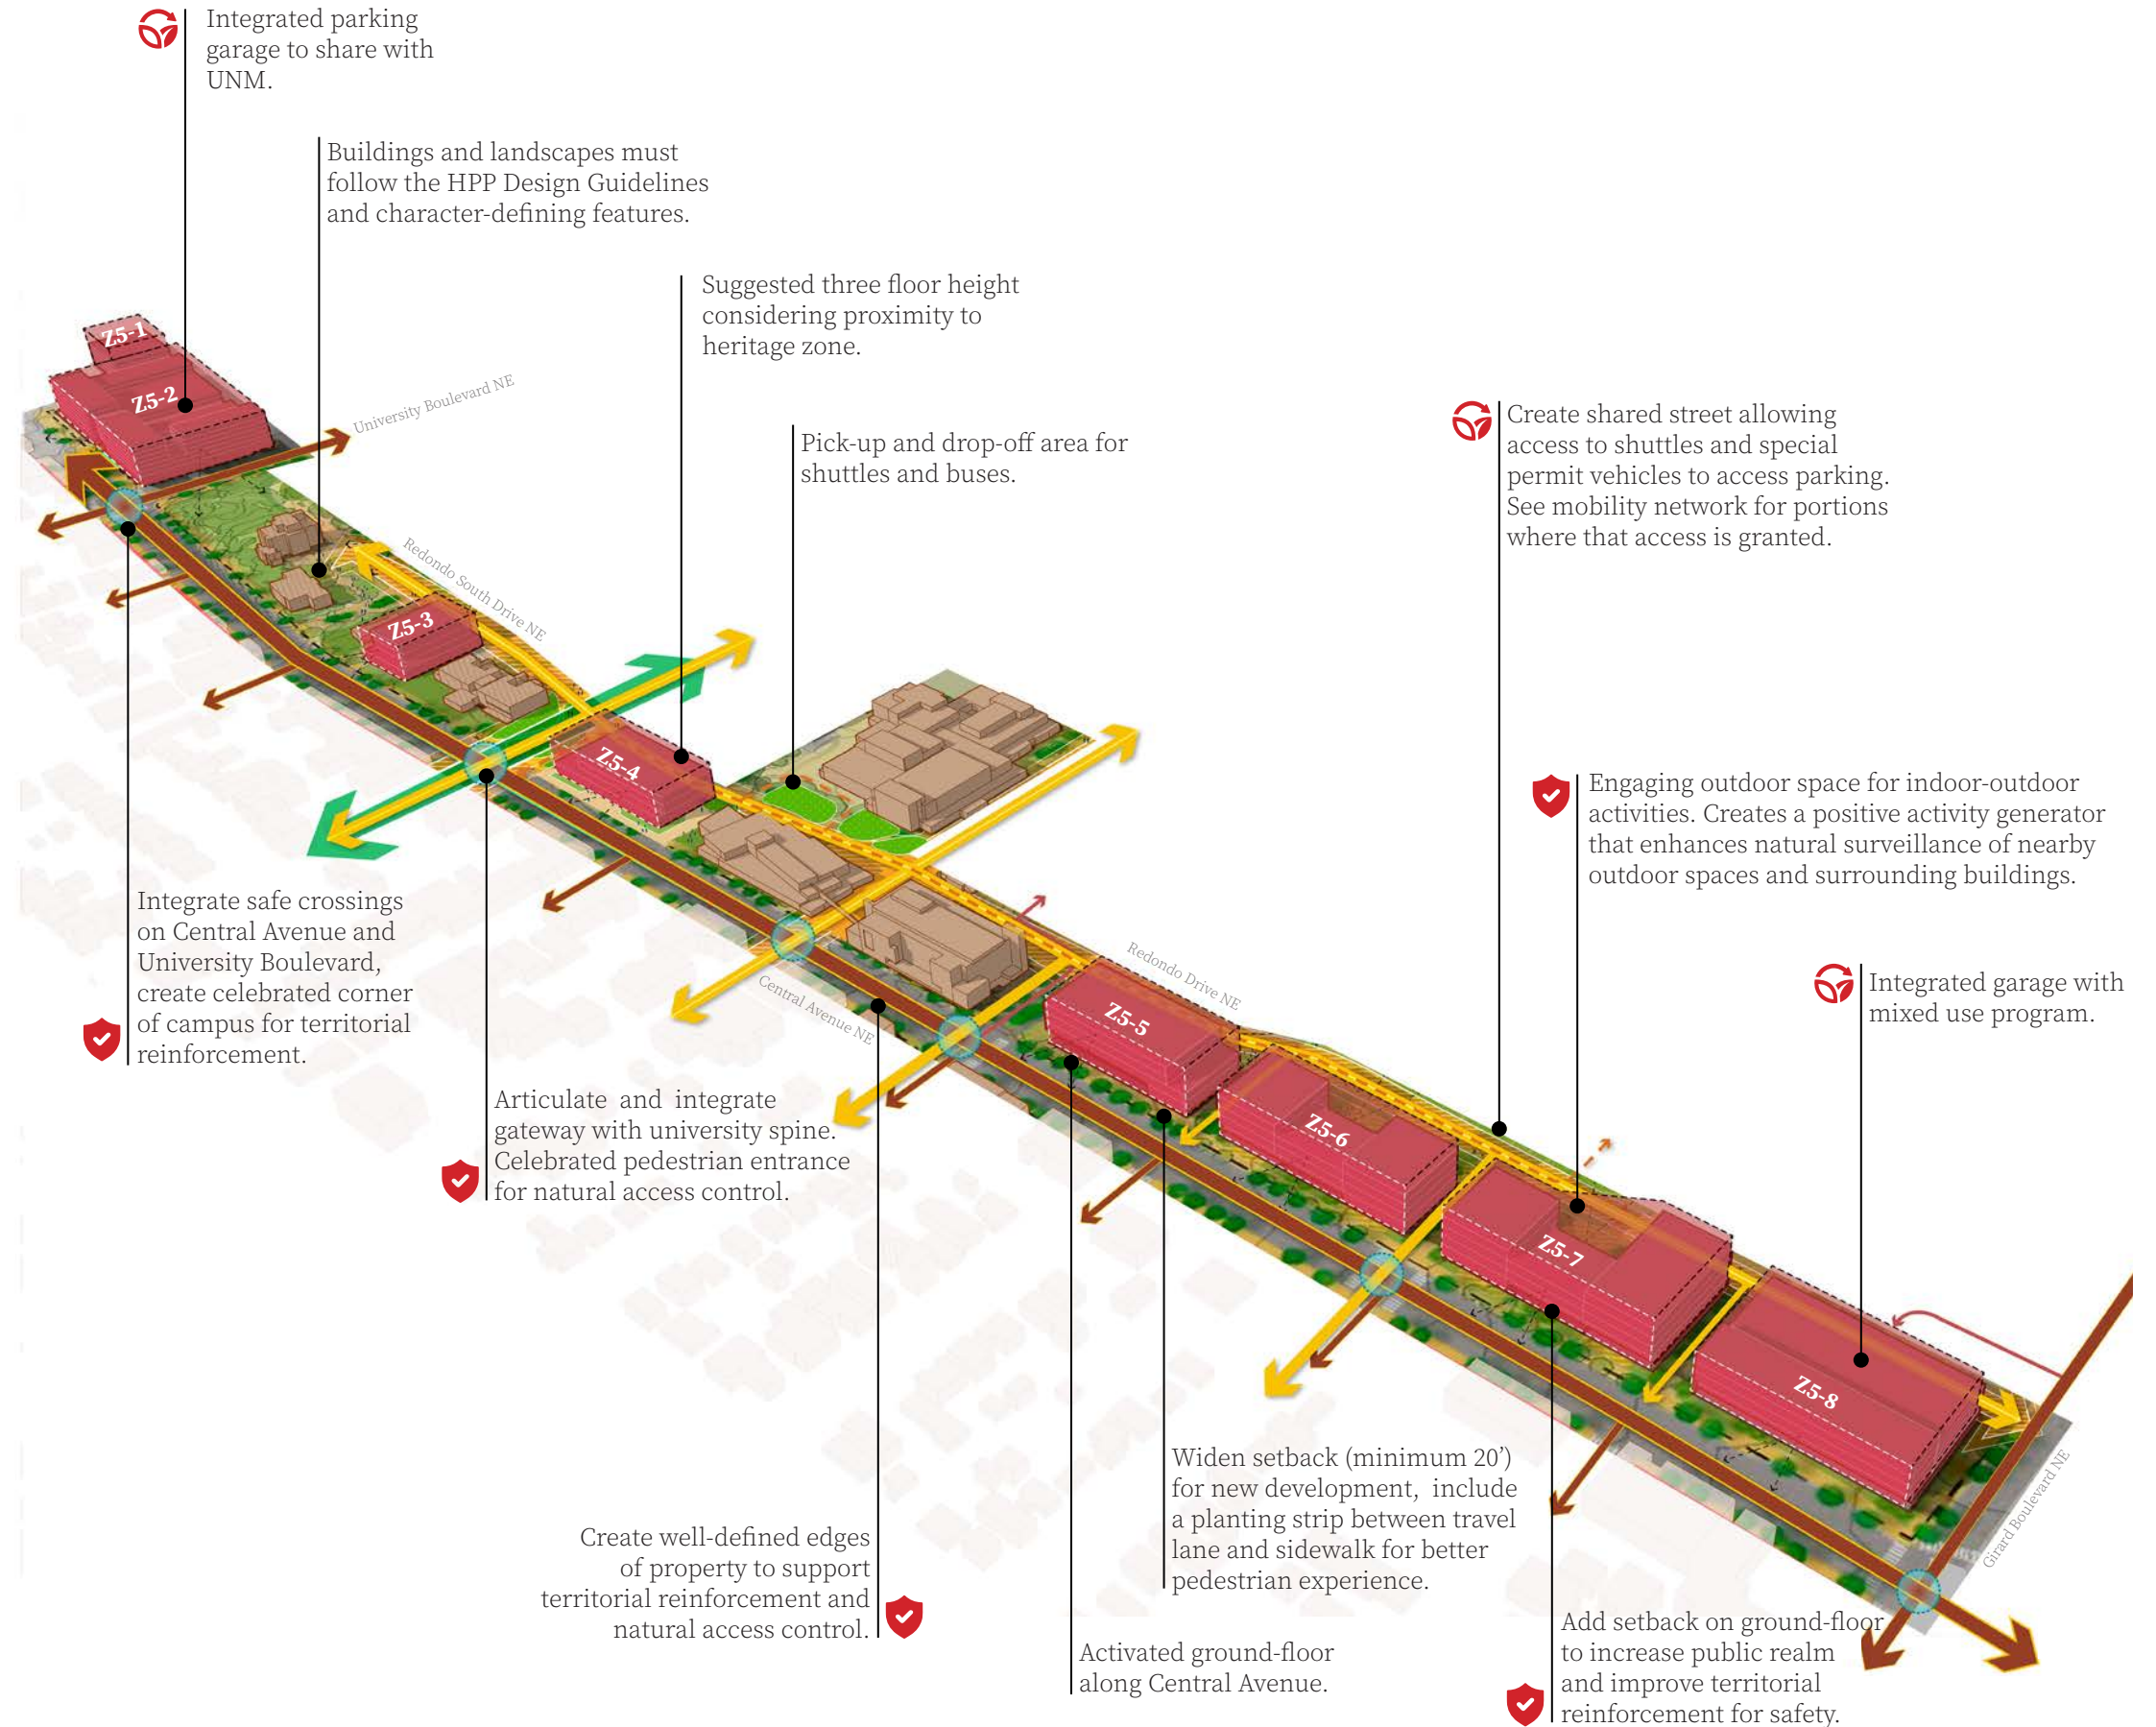 Integrated parking
garage to share with
UNM.
Buildings and landscapes must
follow the HPP Design Guidelines
and character-defining features.
Suggested three floor height
considering proximity to
heritage zone.
Z5-1
Z5-2
University Boulevard NE
Pick-up and drop-off area for
shuttles and buses.
Create shared street allowing
access to shuttles and special
permit vehicles to access parking.
See mobility network for portions
where that access is granted.
Redondo South Drive NE
Z5-3
Z5-4
Engaging outdoor space for indoor-outdoor
activities. Creates a positive activity generator
that enhances natural surveillance of nearby
outdoor spaces and surrounding buildings.
Integrate safe crossings
on Central Avenue and
University Boulevard,
create celebrated corner
of campus for territorial
reinforcement.
Redondo Drive NE
Central Avenue NE
Integrated garage with
mixed use program.
Z5-5
Z5-6
Z5-7
Z5-8
Articulate and integrate
gateway with university spine.
Celebrated pedestrian entrance
for natural access control.
Girard Boulevard NE
Widen setback (minimum 20’)
for new development, include
a planting strip between travel
lane and sidewalk for better
pedestrian experience.
Create well-defined edges
of property to support
territorial reinforcement and
natural access control.
Activated ground-floor
along Central Avenue.
Add setback on ground-floor
to increase public realm
and improve territorial
reinforcement for safety.